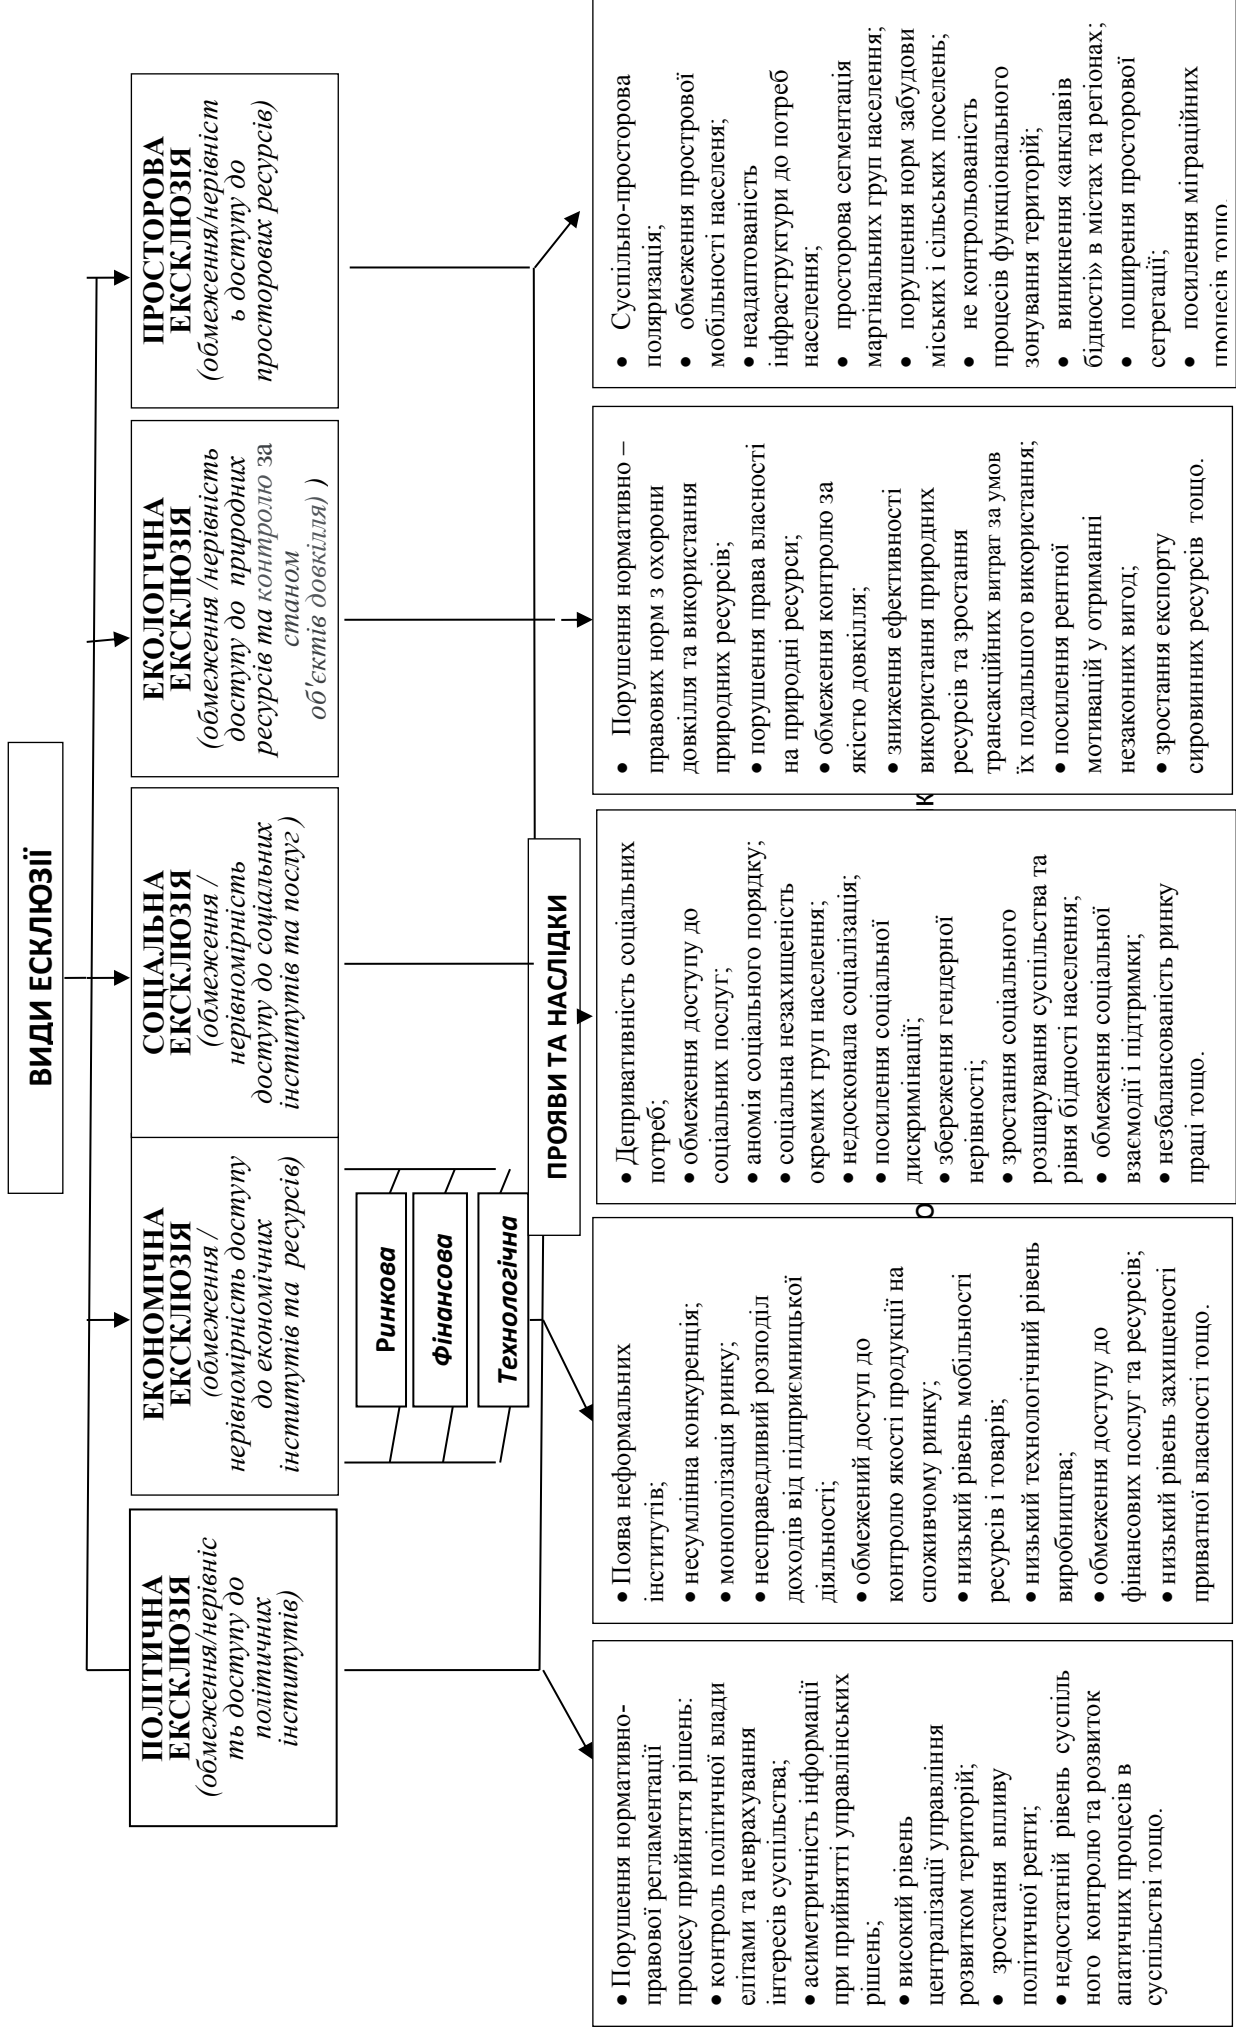 ВИДИ ЕСКЛЮЗІЇ
ПОЛІТИЧНА
ЕКСКЛЮЗІЯ
(обмеження/нерівніс
ть доступу до
політичних
інститутів)
ЕКОНОМІЧНА
ЕКСКЛЮЗІЯ
(обмеження /
нерівномірність доступу
до економічних
інститутів та ресурсів)
СОЦІАЛЬНА
ЕКСКЛЮЗІЯ
(обмеження /
нерівномірність
доступу до соціальних
інститутів та послуг )
ЕКОЛОГІЧНА
ЕКСКЛЮЗІЯ
(обмеження /нерівність
доступу до природних
ресурсів та контролю за
станом
об'єктів довкілля) )
ПРОСТОРОВА
ЕКСКЛЮЗІЯ
(обмеження/нерівніст
ь доступу до
просторових ресурсів)
Ринкова
Фінансова
Технологічна
ПРОЯВИ ТА НАСЛІДКИ
• Порушення нормативно-
правової регламентації
процесу прийняття рішень:
• контроль політичної влади
елітами та неврахування
інтересів суспільства;
• асиметричність інформації
при прийнятті управлінських
рішень;
• високий рівень
централізації управління
розвитком територій;
• зростання впливу
політичної ренти;
• недостатній рівень суспіль
ного контролю та розвиток
апатичних процесів в
суспільстві тощо.
• Поява неформальних
інститутів;
• несумлінна конкуренція;
• монополізація ринку;
• несправедливий розподіл
доходів від підприємницької
діяльності;
• обмежений доступ до
контролю якості продукції на
споживчому ринку;
• низький рівень мобільності
ресурсів і товарів;
• низький технологічний рівень
виробництва;
• обмеження доступу до
фінансових послуг та ресурсів;
• низький рівень захищеності
приватної власності тощо.
о
• Депривативність соціальних
потреб;
• обмеження доступу до
соціальних послуг;
• аномія соціального порядку;
• соціальна незахищеність
окремих груп населення;
• недосконала соціалізація;
• посилення соціальної
дискримінації;
• збереження гендерної
нерівності;
• зростання соціального
розшарування суспільства та
рівня бідності населення;
• обмеження соціальної
взаємодії і підтримки;
• незбалансованість ринку
праці тощо.
к
• Порушення нормативно –
правових норм з охорони
довкілля та використання
природних ресурсів;
• порушення права власності
на природні ресурси;
• обмеження контролю за
якістю довкілля;
• зниження ефективності
використання природних
ресурсів та зростання
трансакційних витрат за умов
їх подальшого використання;
• посилення рентної
мотивацій у отриманні
незаконних вигод;
• зростання експорту
сировинних ресурсів тощо.
• Суспільно-просторова
поляризація;
• обмеження прострової
мобільності населеня;
• неадаптованість
інфраструктури до потреб
населення;
• просторова сегментація
маргінальних груп населення;
• порушення норм забудови
міських і сільських поселень;
• не контрольованість
процесів функціонального
зонування територій;
• виникнення «анклавів
бідності» в містах та регіонах;
• поширення просторової
сегрегації;
• посилення міграційних
процесів тощо.